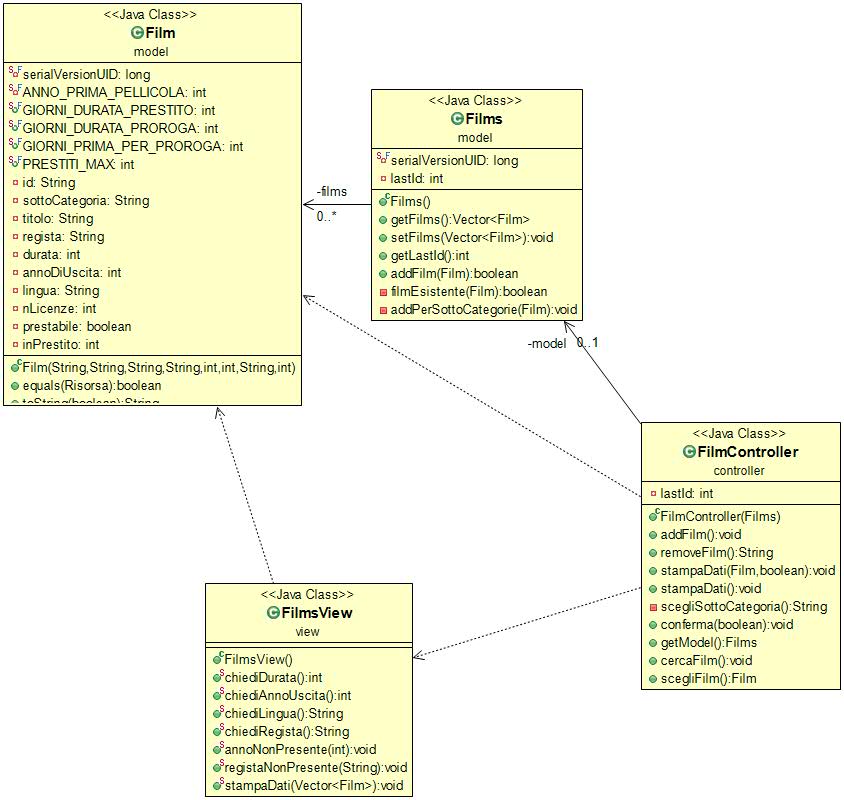 <<Java Class>>
Film
model
serialVersionUID: long
ANNO_PRIMA_PELLICOLA: int
GIORNI_DURATA_PRESTITO: int
GIORNI_DURATA_PROROGA: int
GIORNI_PRIMA_PER_PROROGA: int
PRESTITI_MAX: int
id: String
sottoCategoria: String
titolo: String
regista: String
durata: int
annoDiUscita: int
lingua: String
nLicenze: int
prestabile: boolean
inPrestito: int
Film(String,String,String,String,int,int,String,int)
equals(Risorsa):boolean
toString(boolean):String
-films
0..*
<<Java Class>>
Films
model
serialVersionUID: long
lastId: int
Films()
getFilms():Vector<Film>
setFilms(Vector<Film>):void
getLastId():int
addFilm(Film):boolean
filmEsistente(Film):boolean
addPerSottoCategorie(Film):void
-model 0..1
<<Java Class>>
FilmController
controller
lastId: int
FilmController(Films)
addFilm():void
removeFilm():String
stampaDati(Film,boolean):void
stampaDati():void
scegliSottoCategoria():String
conferma(boolean):void
getModel():Films
cercaFilm():void
scegliFilm():Film
<<Java Class>>
FilmsView
view
FilmsView()
chiediDurata():int
chiediAnnoUscita():int
chiediLingua():String
chiediRegista():String
annoNonPresente(int):void
registaNonPresente(String):void
stampaDati(Vector<Film>):void